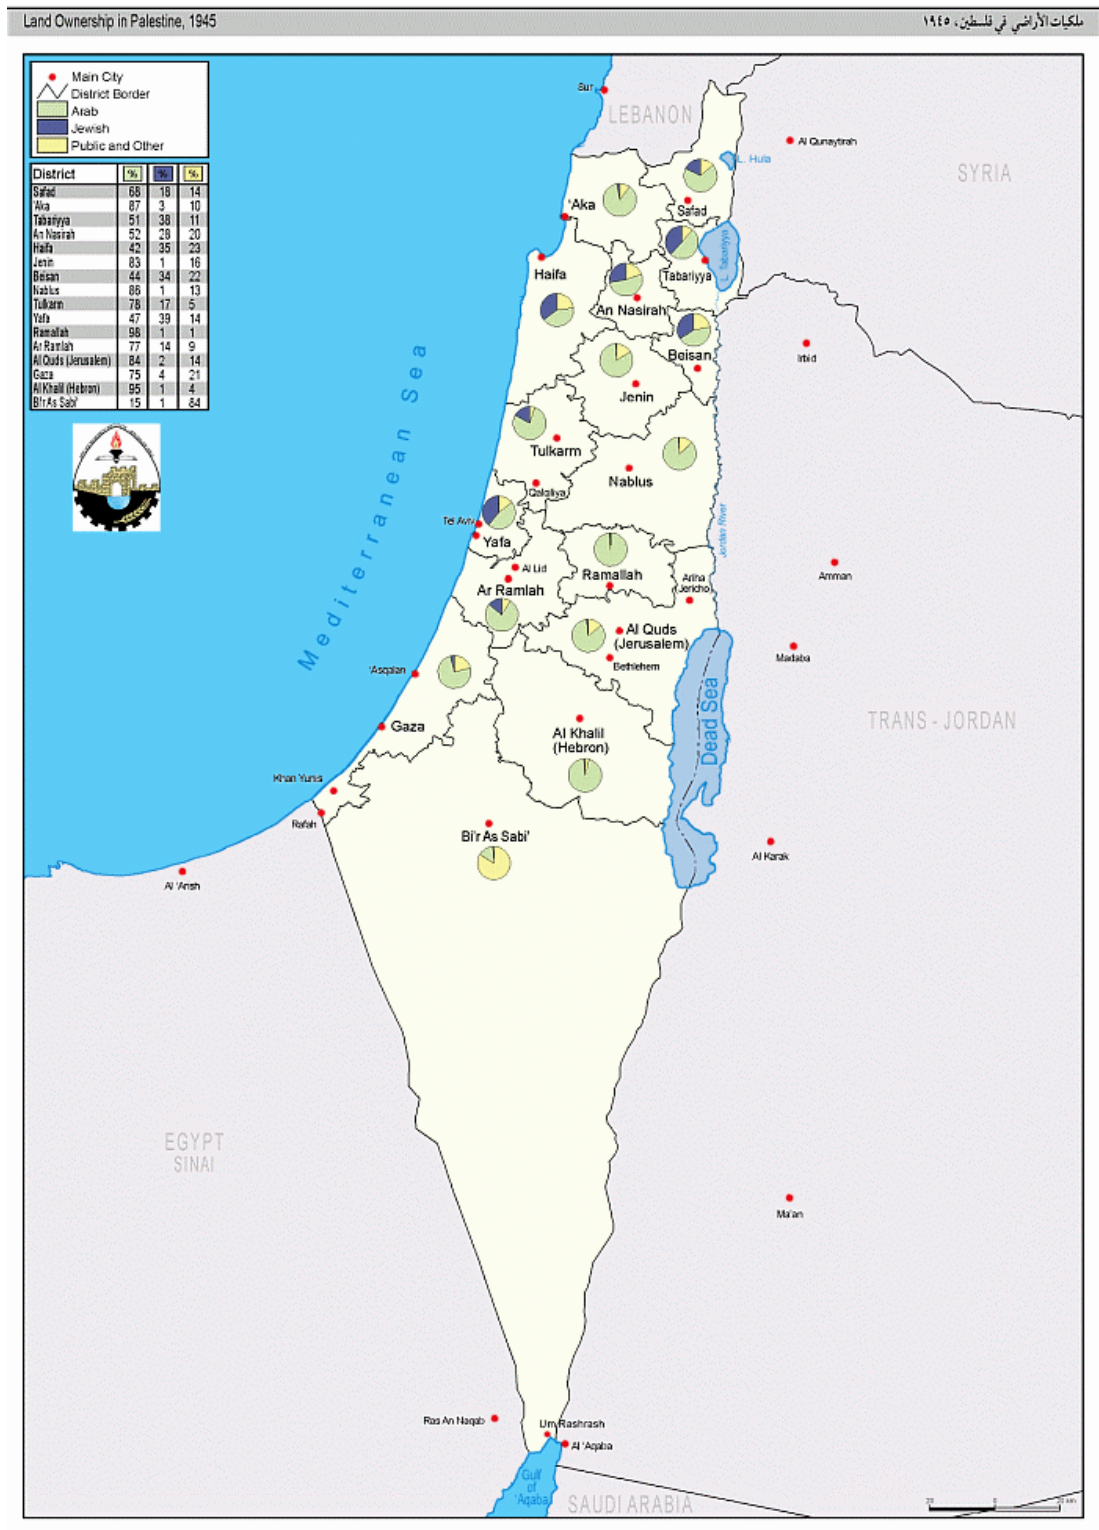 Land Ownership in Palestine, 1945
ملكيات الأراضي في فلسطين، ١٩٤٥
Main City
District Border
Arab
Jewish
Public and Other
District % % %
Safad 68 18 14
'Aka 87 3 10
Tabariyya 51 38 11
An Nasirah 52 28 20
Haifa 42 35 23
Jenin 83 1 16
Beisan 44 34 22
Nablus 86 1 13
Tulkarm 78 17 5
Yafa 47 39 14
Ramallah 98 1 1
Ar Ramlah 77 14 9
Al Quds (Jerusalem) 84 2 14
Gaza 75 4 21
Al Khalil (Hebron) 95 1 4
Bi'r As Sabi' 15 1 84
Sur
LEBANON
Al Qunaytirah
L. Hula
SYRIA
'Aka
Safad
L. Tabariyya
Haifa
Tabariyya
An Nasirah
Beisan
Irbid
Jenin
Mediterranean Sea
Tulkarm
Nablus
Qalqiliya
Jordan River
Tel Aviv
Yafa
Al Lid
Ramallah
Ariha
(Jericho)
Amman
Ar Ramlah
Al Quds
(Jerusalem)
Bethlehem
Madaba
'Asqalan
Dead Sea
TRANS - JORDAN
Gaza
Al Khalil
(Hebron)
Khan Yunis
Rafah
Bi'r As Sabi'
Al Karak
Al 'Arish
EGYPT
SINAI
Ma'an
Ras An Naqab
Um Rashrash
Al 'Aqaba
Gulf
of
'Aqaba
SAUDI ARABIA
20 0 20 km